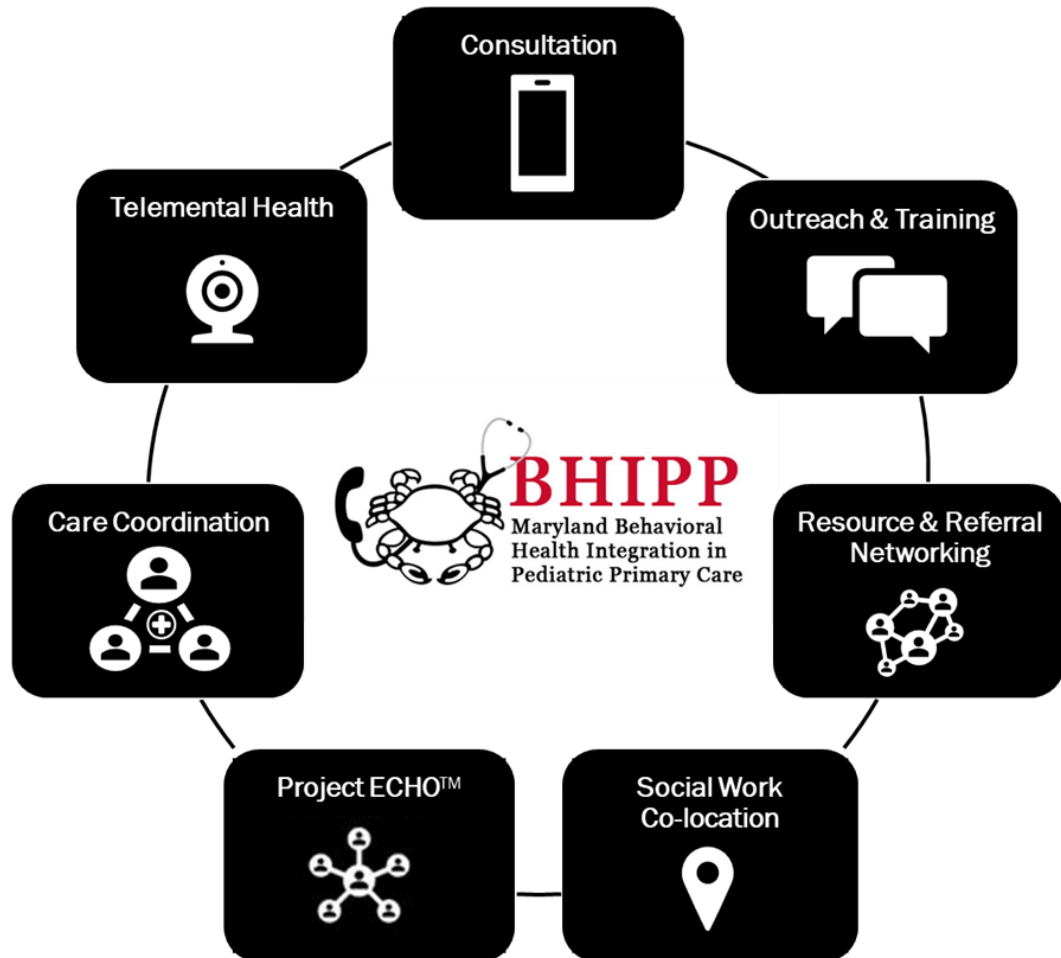 Consultation
Telemental Health
Outreach & Training
BHIPP
Maryland Behavioral
Health Integration in
Pediatric Primary Care
Care Coordination
Resource & Referral
Networking
Project ECHO™
Social Work
Co-location